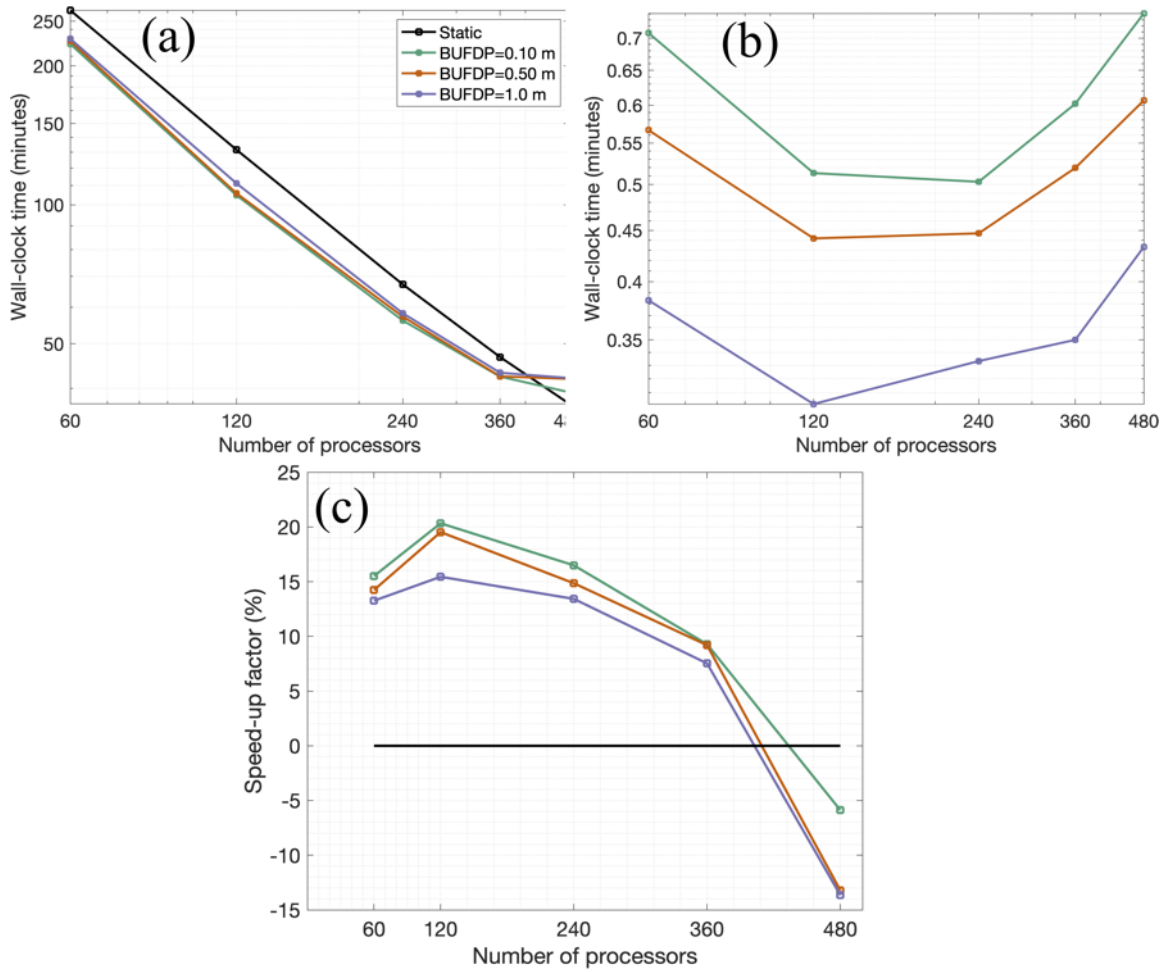 (a)
Static
BUFDP=0.10 m
BUFDP=0.50 m
BUFDP=1.0 m
250
200
150
100
50
Wall-clock time (minutes)
60
120
240
360
48
Number of processors
(b)
0.7
0.65
0.6
0.55
0.5
0.45
0.4
0.35
Wall-clock time (minutes)
60
120
240
360
480
Number of processors
(c)
25
20
15
10
5
0
-5
-10
-15
Speed-up factor (%)
60
120
240
360
480
Number of processors